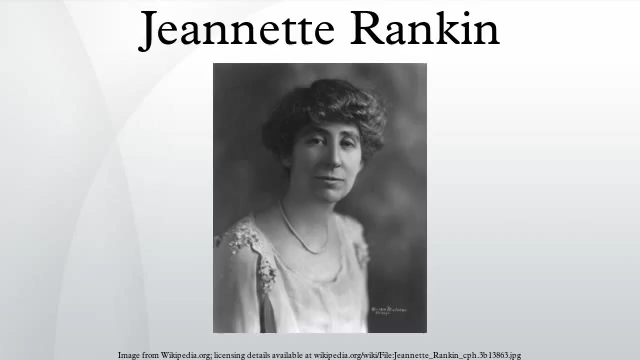 Jeannette Rankin
Image from Wikipedia.org; licensing details available at wikipedia.org/wiki/File:Jeannette_Rankin_cph.3b13863.jpg